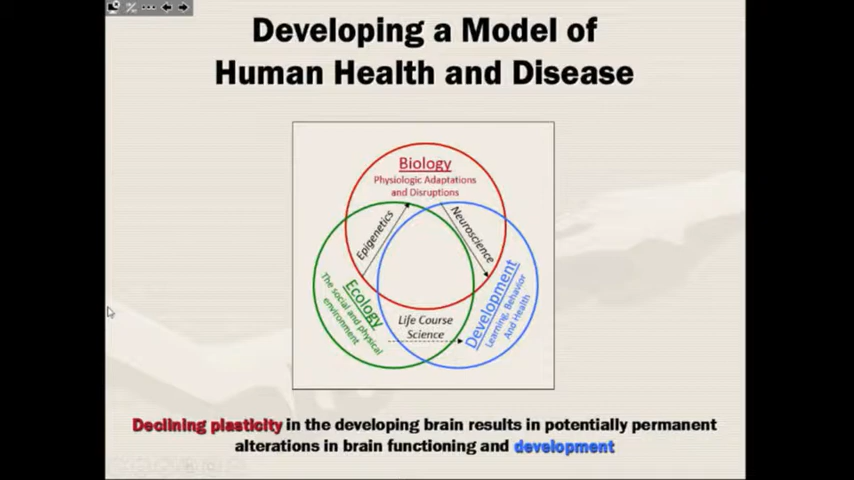 Developing a Model of
Human Health and Disease
Biology
Physiologic Adaptations
and Disruptions
Epigenetics
Neuroscience
Ecology
The social and physical
environment
Life Course
Science
Development
Learning, Behavior
And Health
Declining plasticity in the developing brain results in potentially permanent
alterations in brain functioning and development